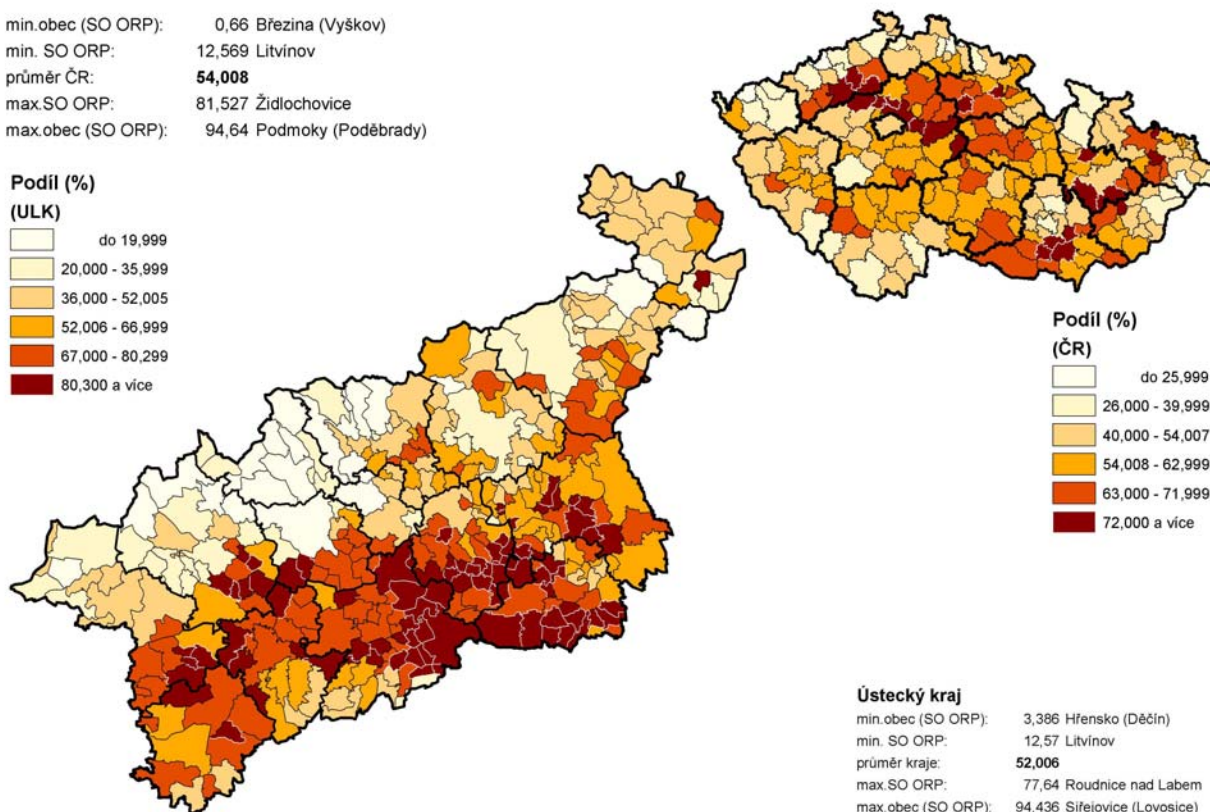 min.obec (SO ORP): 0,66 Březina (Vyškov)
min. SO ORP: 12,569 Litvínov
průměr ČR: 54,008
max.SO ORP: 81,527 Židlochovice
max.obec (SO ORP): 94,64 Podmoky (Poděbrady)
Podíl (%)
(ULK)
do 19,999
20,000 - 35,999
36,000 - 52,005
52,006 - 66,999
67,000 - 80,299
80,300 a více
Podíl (%)
(ČR)
do 25,999
26,000 - 39,999
40,000 - 54,007
54,008 - 62,999
63,000 - 71,999
72,000 a více
Ústecký kraj
min.obec (SO ORP): 3,386 Hřensko (Děčín)
min. SO ORP: 12,57 Litvínov
průměr kraje: 52,006
max.SO ORP: 77,64 Roudnice nad Labem
max.obec (SO ORP): 94,436 Siřejovice (Lovosice)